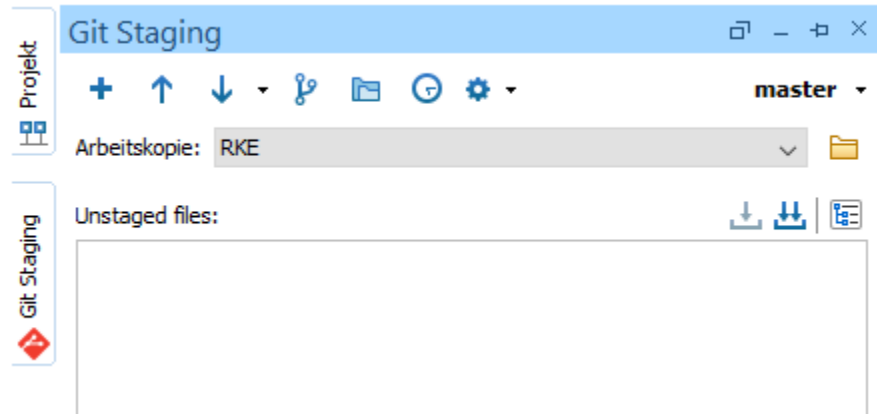 Git Staging
master
Arbeitskopie: RKE
Unstaged files:
Projekt
Git Staging